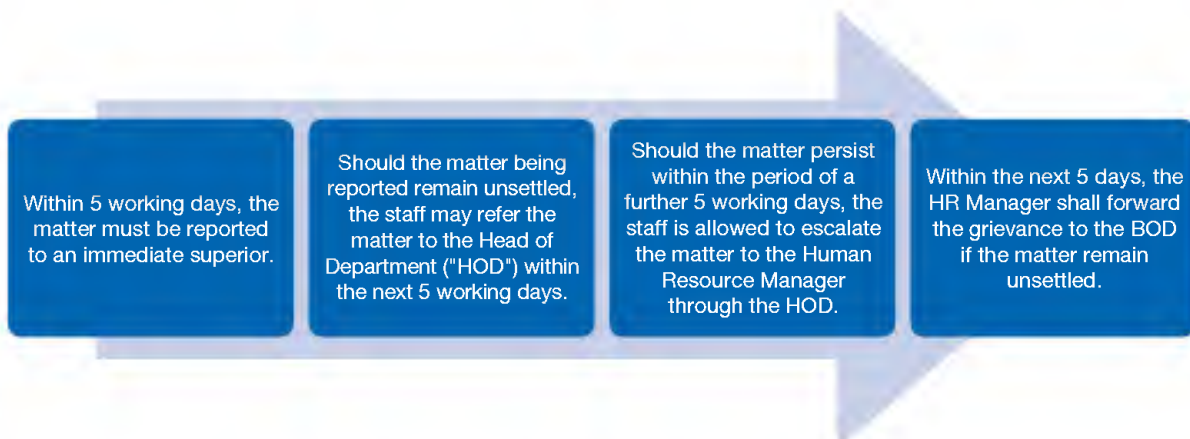 Within 5 working days, the
matter must be reported
to an immediate superior.
Should the matter being
reported remain unsettled,
the staff may refer the
matter to the Head of
Department ("HOD") within
the next 5 working days.
Should the matter persist
within the period of a
further 5 working days, the
staff is allowed to escalate
the matter to the Human
Resource Manager
through the HOD.
Within the next 5 days, the
HR Manager shall forward
the grievance to the BOD
if the matter remain
unsettled.